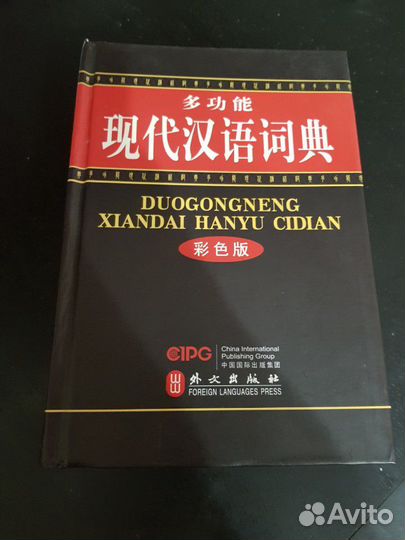 多功能
现代汉语词典
DUOGONGNENG
XIANDAI HANYU CIDIAN
彩色版
CIPG
China International
Publishing Group
中国国际出版集团
外文出版社
FOREIGN LANGUAGES PRESS
Avito